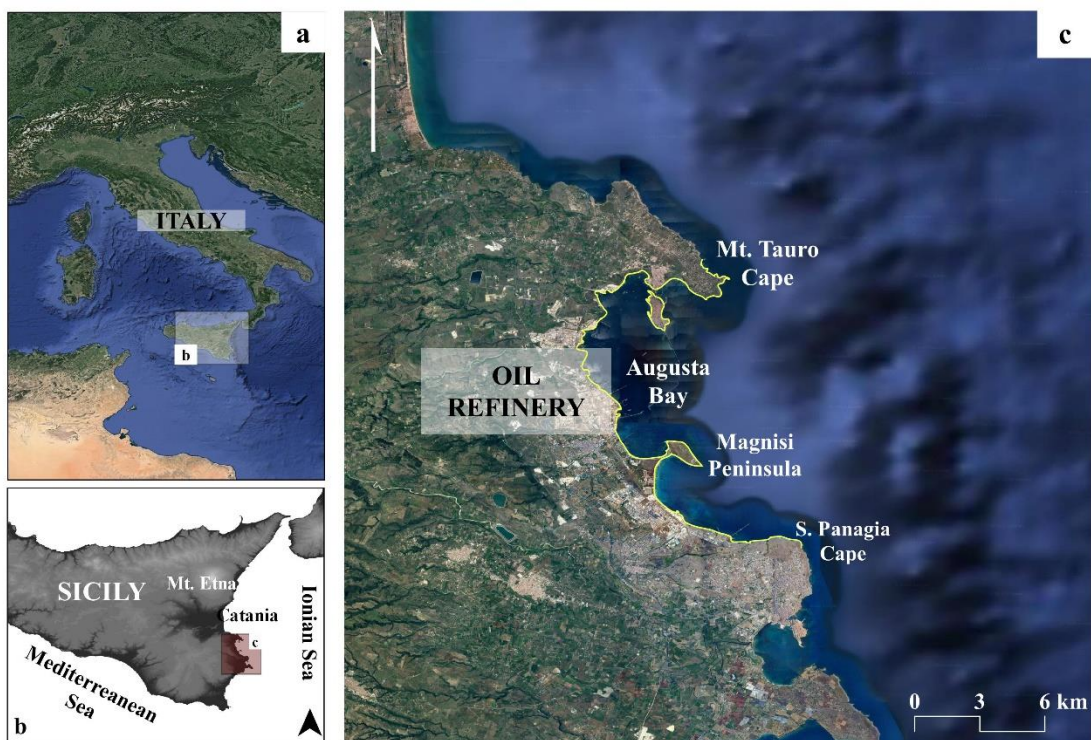 a
ITALY
b
SICILY
Mt. Etna
Catania
c
Ionian Sea
Mediterranean
Sea
b
c
Mt. Tauro
Cape
OIL
REFINERY
Augusta
Bay
Magnisi
Peninsula
S. Panagia
Cape
0 3 6 km